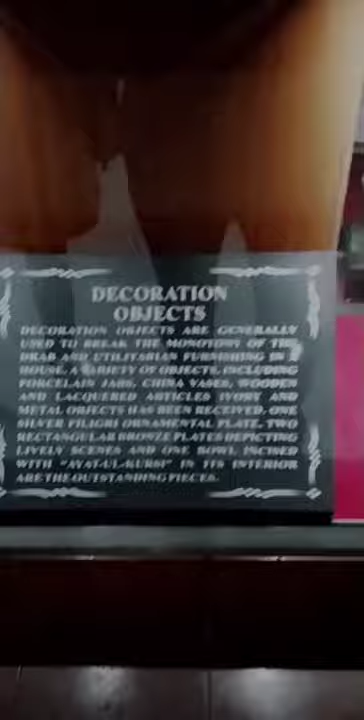 DECORATION
OBJECTS
DECORATION OBJECTS ARE GENERALLY
USED TO BREAK THE MONOTONY OF THE
DRAB AND UTILITARIAN FURNISHING IN A
HOUSE. A VARIETY OF OBJECTS, INCLUDING
PORCELAIN JARS, CHINA VASES, WOODEN
AND LACQUERED ARTICLES IVORY AND
METAL OBJECTS HAS BEEN RECEIVED. ONE
SILVER FILIGRI ORNAMENTAL PLATE, TWO
RECTANGULAR BRONZE PLATES DEPICTING
LIVELY SCENES AND ONE BOWL INCISED
WITH "AYAT-UL-KURSI" IN ITS INTERIOR
ARE THE OUTSTANDING PIECES.